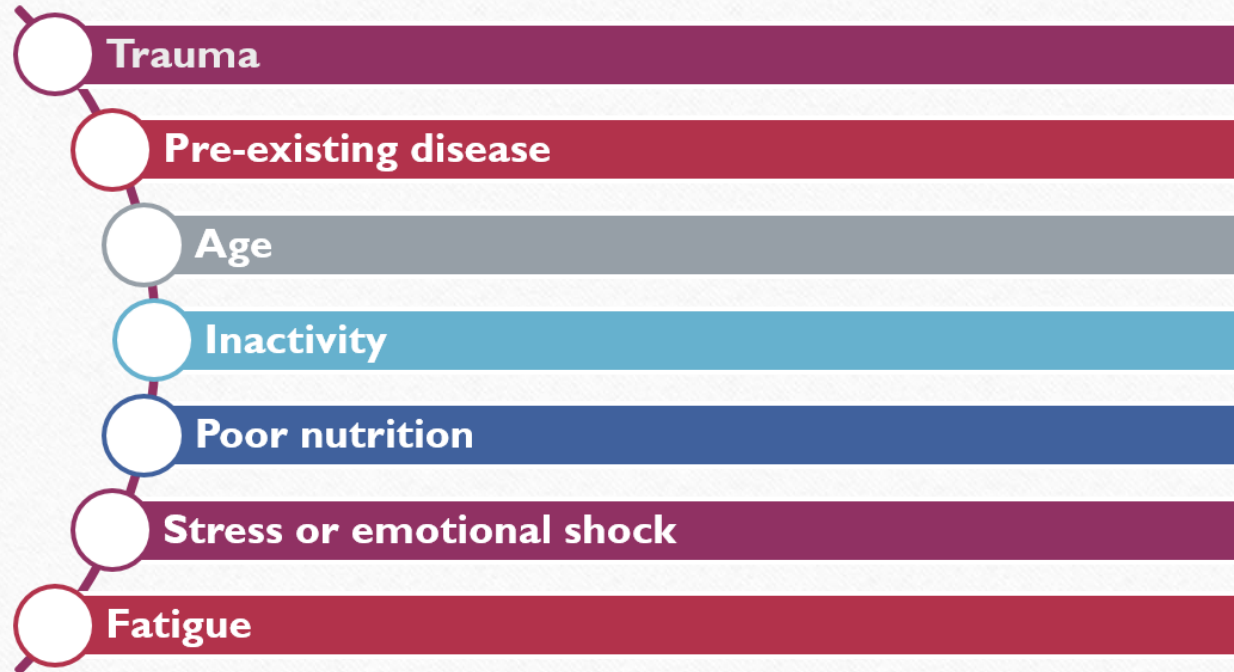 Trauma
Pre-existing disease
Age
Inactivity
Poor nutrition
Stress or emotional shock
Fatigue